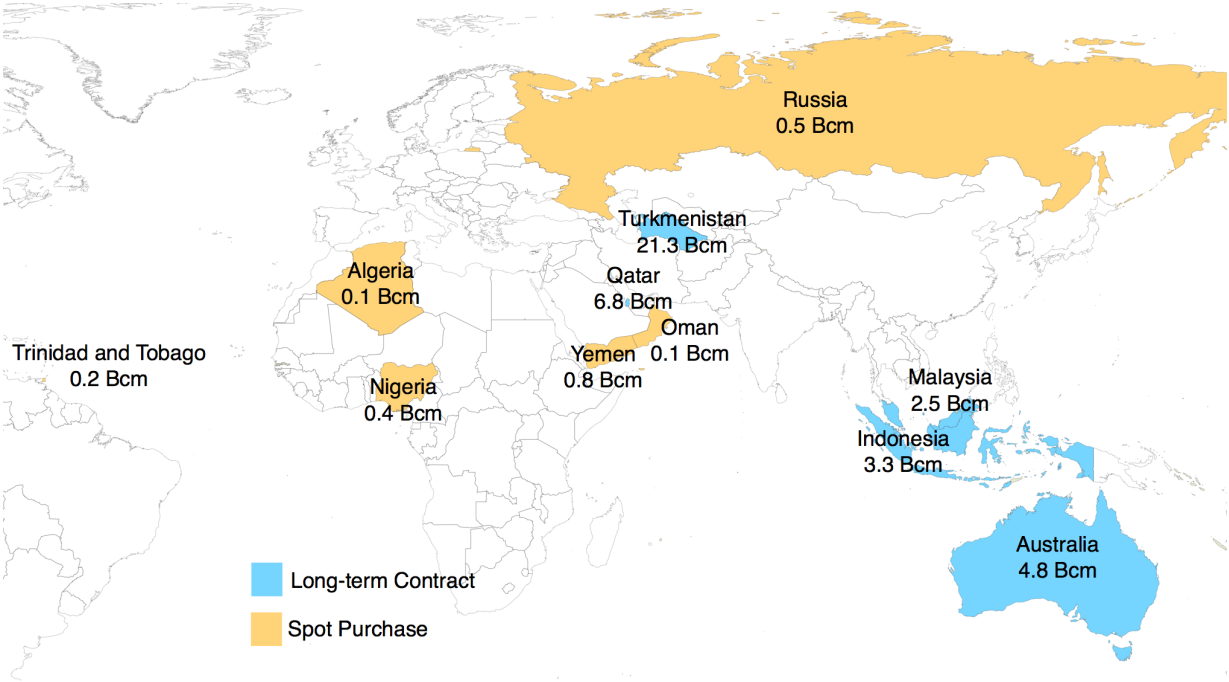 Russia
0.5 Bcm
Turkmenistan
21.3 Bcm
Algeria
0.1 Bcm
Qatar
6.8 Bcm
Oman
0.1 Bcm
Yemen
0.8 Bcm
Trinidad and Tobago
0.2 Bcm
Nigeria
0.4 Bcm
Malaysia
2.5 Bcm
Indonesia
3.3 Bcm
Australia
4.8 Bcm
Long-term Contract
Spot Purchase